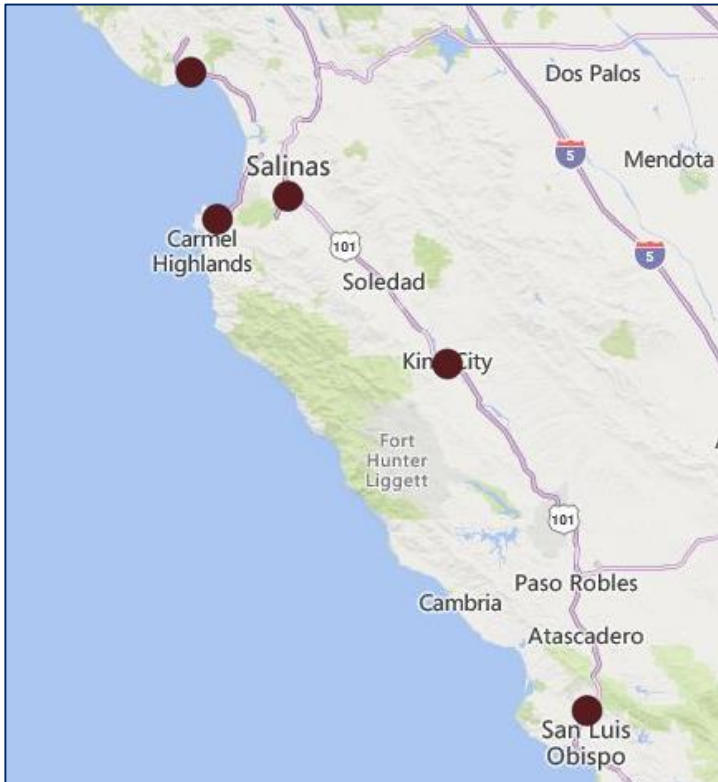 Dos Palos
5
Mendota
Salinas
5
Carmel
Highlands
101
Soledad
City
Fort
Hunter
Liggett
101
Paso Robles
Cambria
Atascadero
San Luis
Obispo